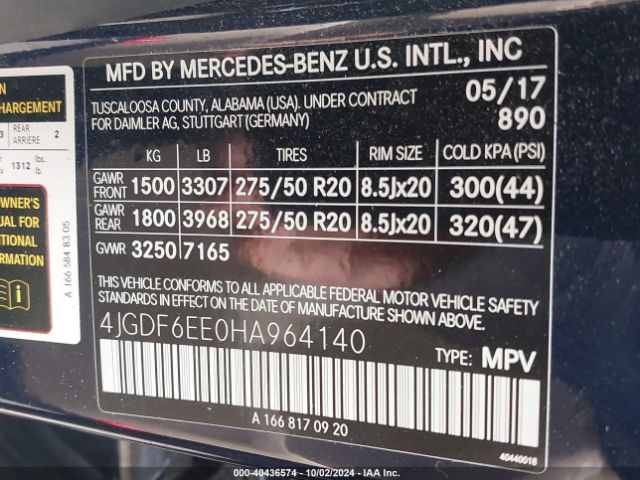 MFD BY MERCEDES-BENZ U.S. INTL., INC
TUSCALOOSA COUNTY, ALABAMA (USA). UNDER CONTRACT
FOR DAIMLER AG, STUTTGART (GERMANY)
05/17
890
KG LB TIRES RIM SIZE COLD KPA(PSI)
GAWR FRONT 1500 3307 275/50 R20 8.5Jx20 300(44)
GAWR REAR 1800 3968 275/50 R20 8.5Jx20 320(47)
GVWR 3250 7165
THIS VEHICLE CONFORMS TO ALL APPLICABLE FEDERAL MOTOR VEHICLE SAFETY
STANDARDS IN EFFECT ON THE DATE OF MANUFACTURE SHOWN ABOVE.
4JGDF6EE0HA964140
TYPE: MPV
A 166 817 09 20
40440018
HARGEMENT
3 REAR 2
ARRIÈRE
1312 lbs.
lb.
OWNER'S
MANUAL FOR
INFORMATION
A 166 584 83 05
000-40436574 - 10/02/2024 - IAA Inc.